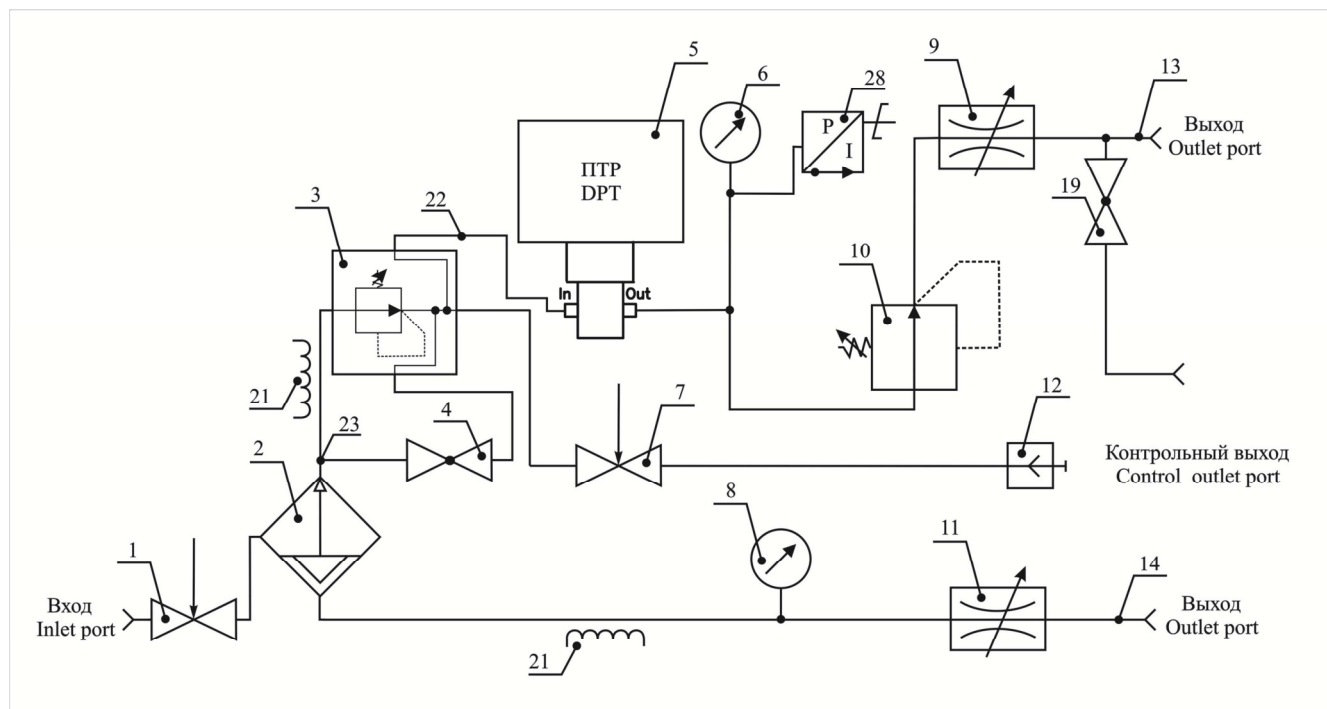 5
6
28
9
13
P
I
Выход
Outlet port
ПТР
DPT
19
3
22
In
Out
10
21
4
7
12
23
2
Контрольный выход
Control outlet port
8
11
1
14
Вход
Inlet port
Выход
Outlet port
21